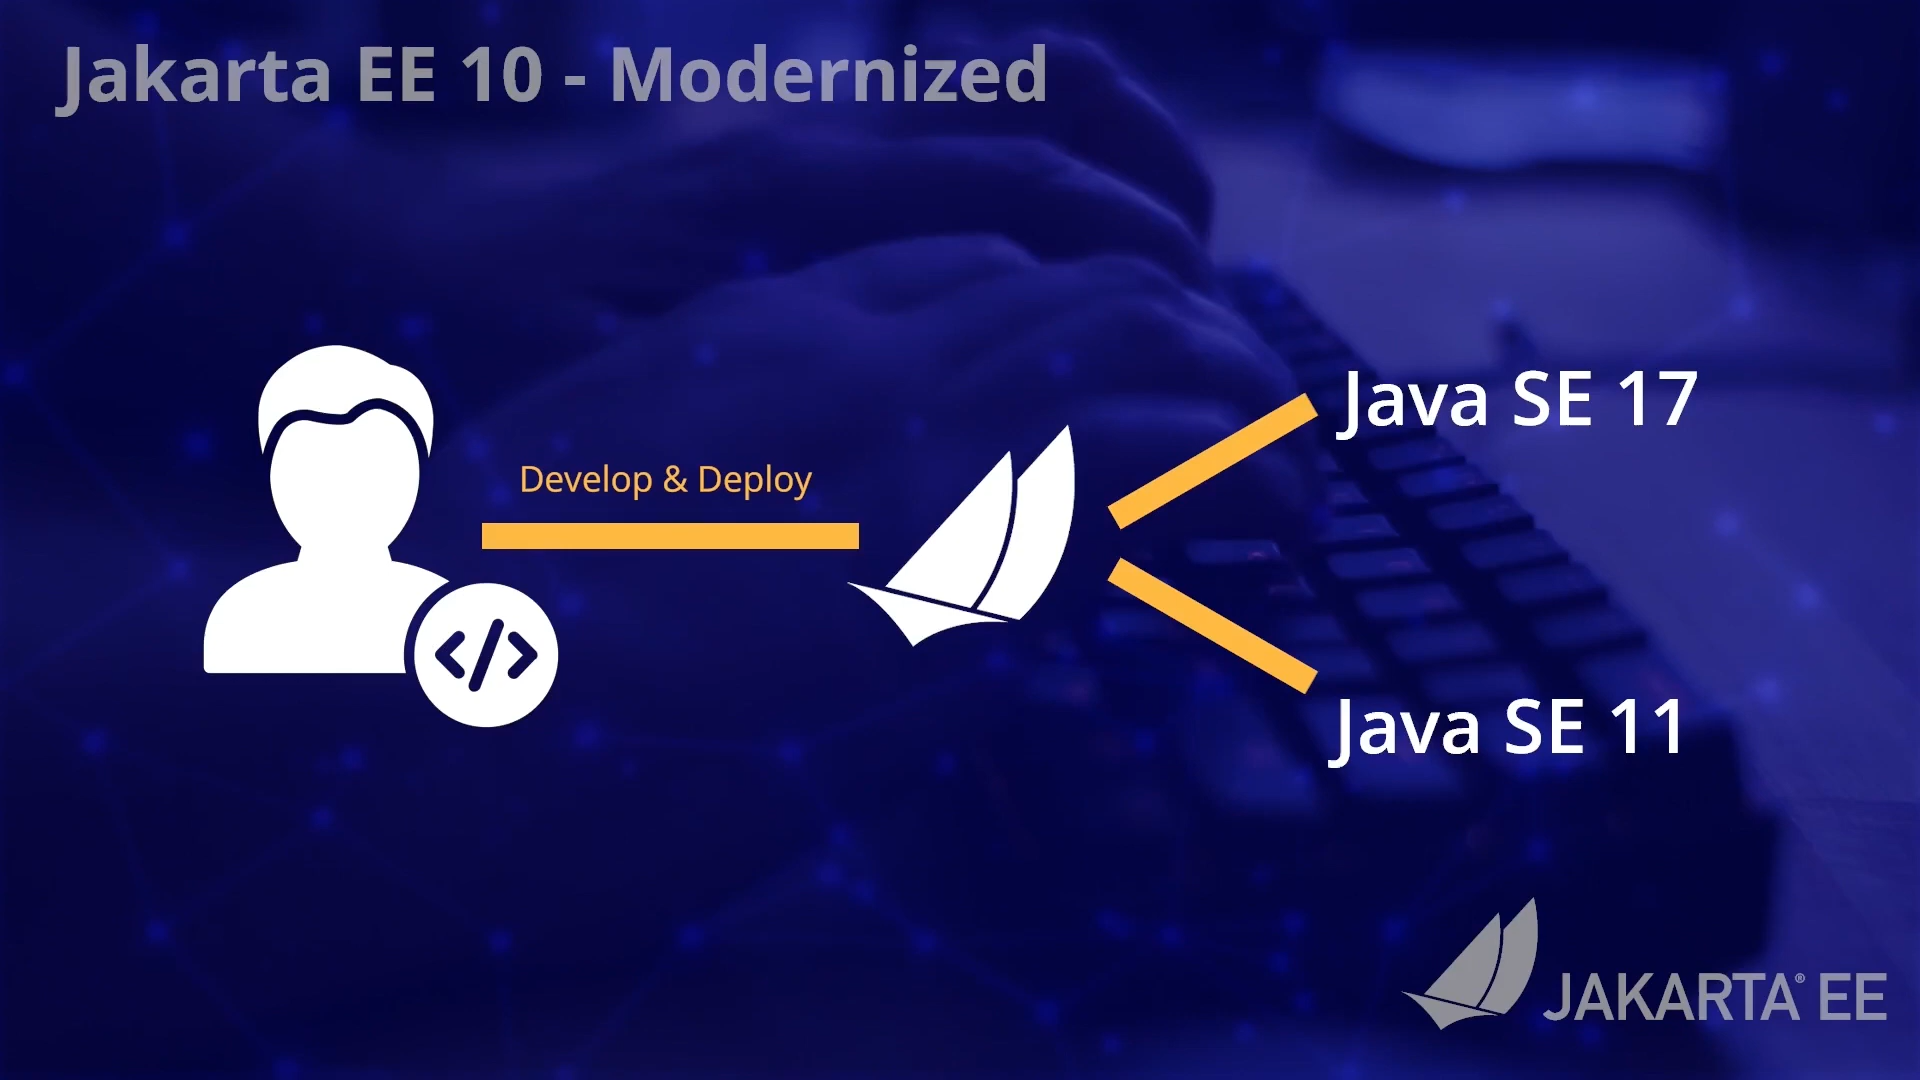 Jakarta EE 10 - Modernized
Develop & Deploy
Java SE 17
Java SE 11
</>
JAKARTA® EE